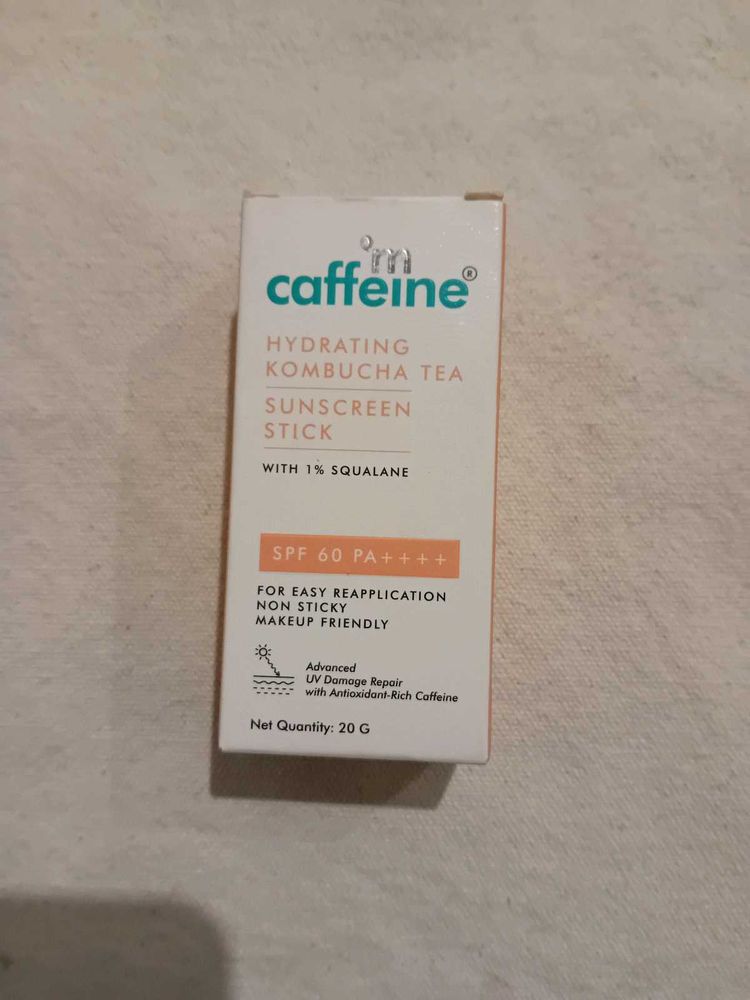 'm
caffeine®
HYDRATING
KOMBUCHA TEA
SUNSCREEN
STICK
WITH 1% SQUALANE
SPF 60 PA++++
FOR EASY REAPPLICATION
NON STICKY
MAKEUP FRIENDLY
Advanced
UV Damage Repair
with Antioxidant-Rich Caffeine
Net Quantity: 20 G